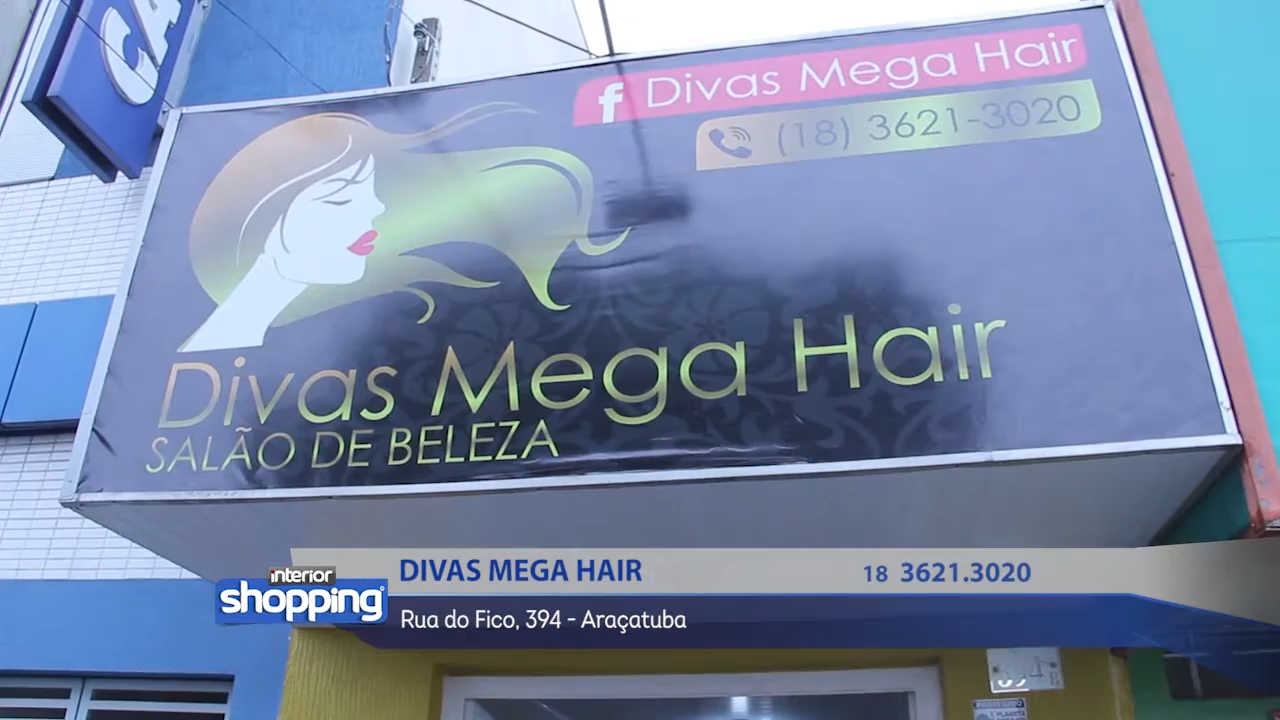 CA
f Divas Mega Hair
(18) 3621-3020
Divas Mega Hair
SALÃO DE BELEZA
interior
shopping
DIVAS MEGA HAIR
18 3621.3020
Rua do Fico, 394 - Araçatuba